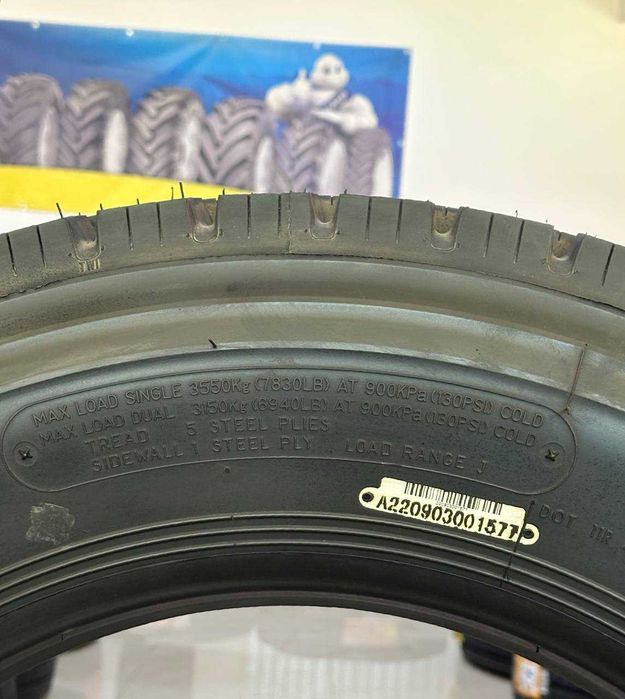 MAX LOAD SINGLE 3550Kg (7830LB) AT 900KPa (130PSI) COLD
MAX LOAD DUAL 3150Kg (6940LB) AT 900KPa (130PSI) COLD
TREAD 5 STEEL PLIES
SIDEWALL 1 STEEL PLY LOAD RANGE J
A220903001577
DOT 11R